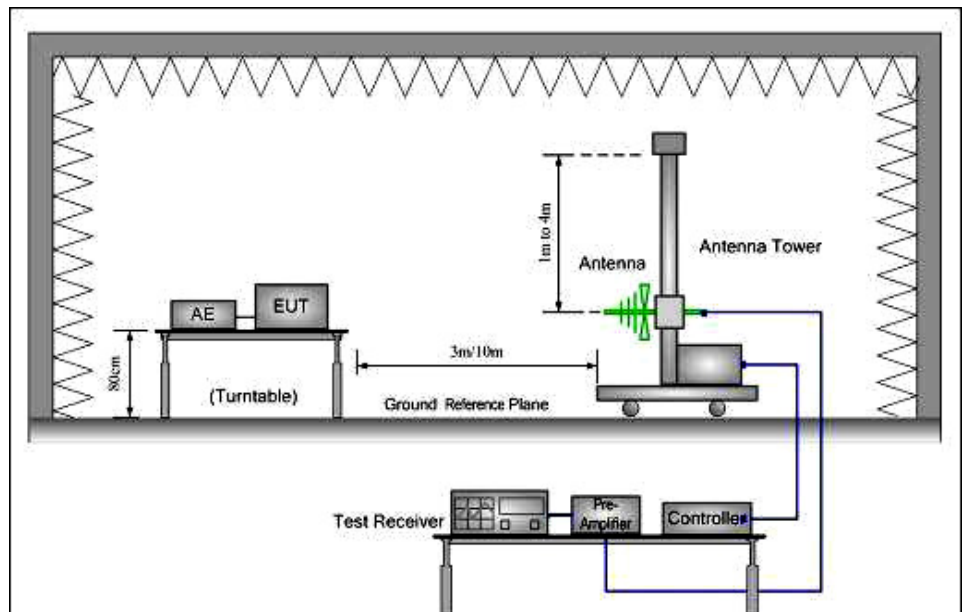 1m to 4m
Antenna Tower
Antenna
AE
EUT
3m/10m
80cm
(Turntable)
Ground Reference Plane
Test Receiver
Pre-
Amplifier
Controller